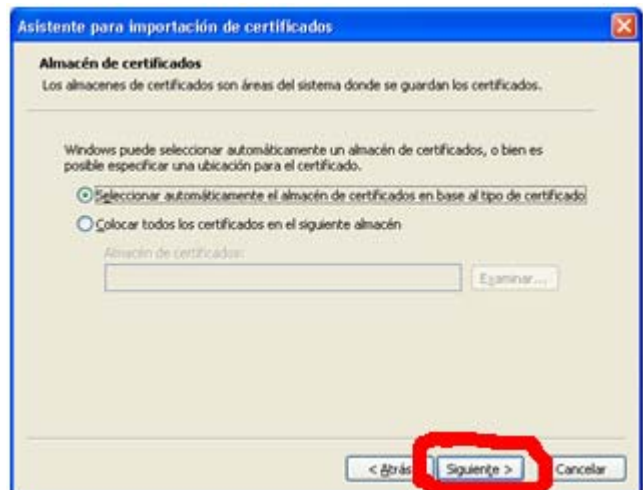 Asistente para importación de certificados
Almacén de certificados
Los almacenes de certificados son áreas del sistema donde se guardan los certificados.
Windows puede seleccionar automáticamente un almacén de certificados, o bien es
posible especificar una ubicación para el certificado.
Seleccionar automáticamente el almacén de certificados en base al tipo de certificado
Colocar todos los certificados en el siguiente almacén
Almacén de certificados:
Examinar...
< Atrás Siguiente > Cancelar